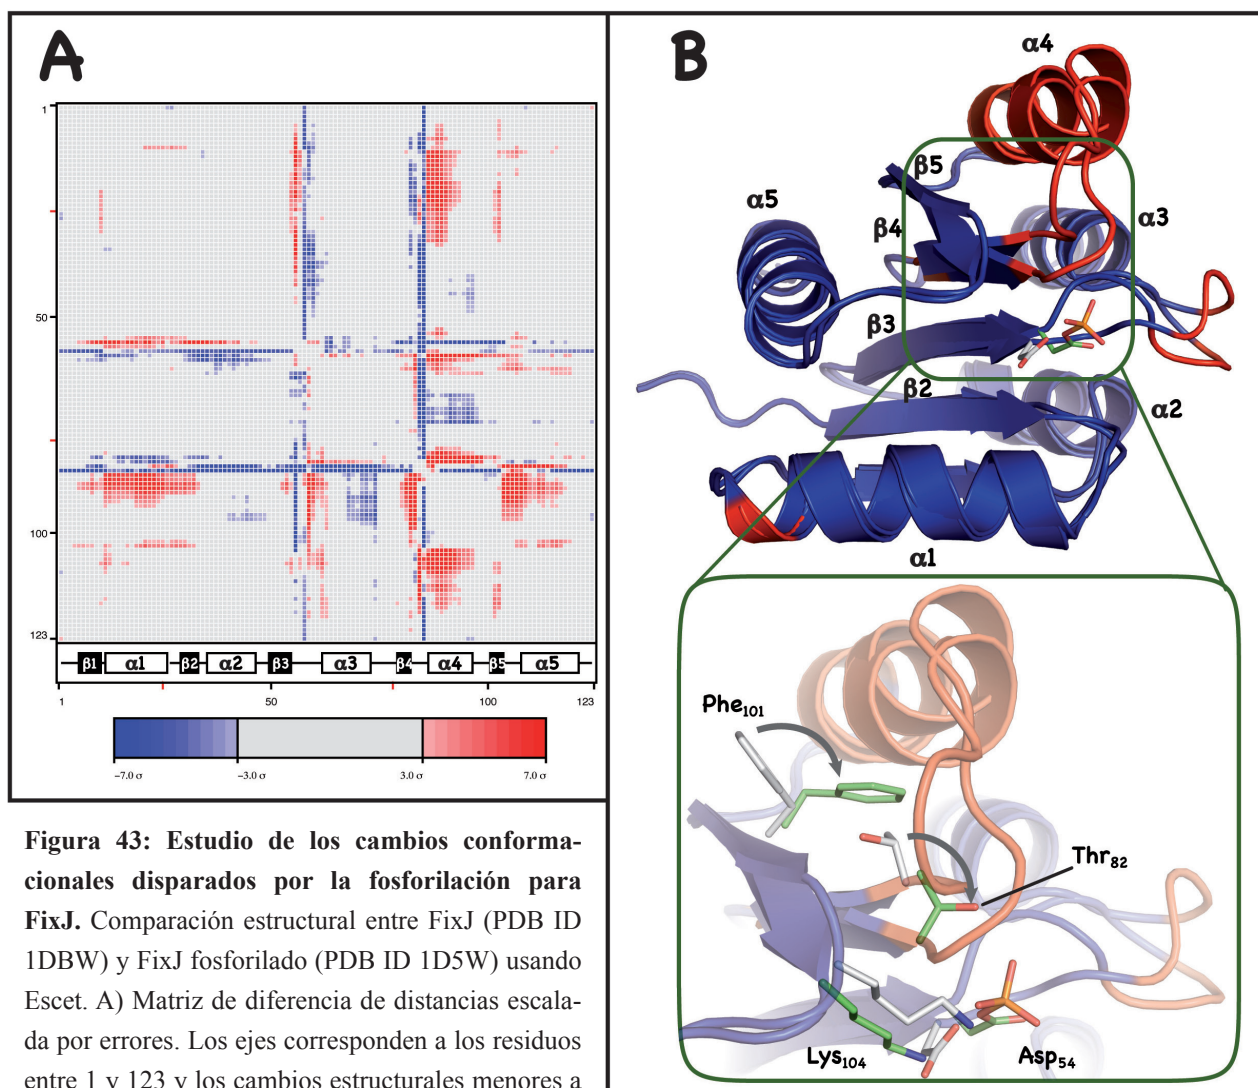 A
1
50
100
123
β1 α1 β2 α2 β3 α3 β4 α4 β5 α5
1 50 100 123
−7.0 σ −3.0 σ 3.0 σ 7.0 σ
Figura 43: Estudio de los cambios conforma-
cionales disparados por la fosforilación para
FixJ. Comparación estructural entre FixJ (PDB ID
1DBW) y FixJ fosforilado (PDB ID 1D5W) usando
Escet. A) Matriz de diferencia de distancias escala-
da por errores. Los ejes corresponden a los residuos
entre 1 y 123 y los cambios estructurales menores a
B
α4
β5
α5
α3
β4
β3
β2
α2
α1
Phe101
Thr82
Lys104
Asp54